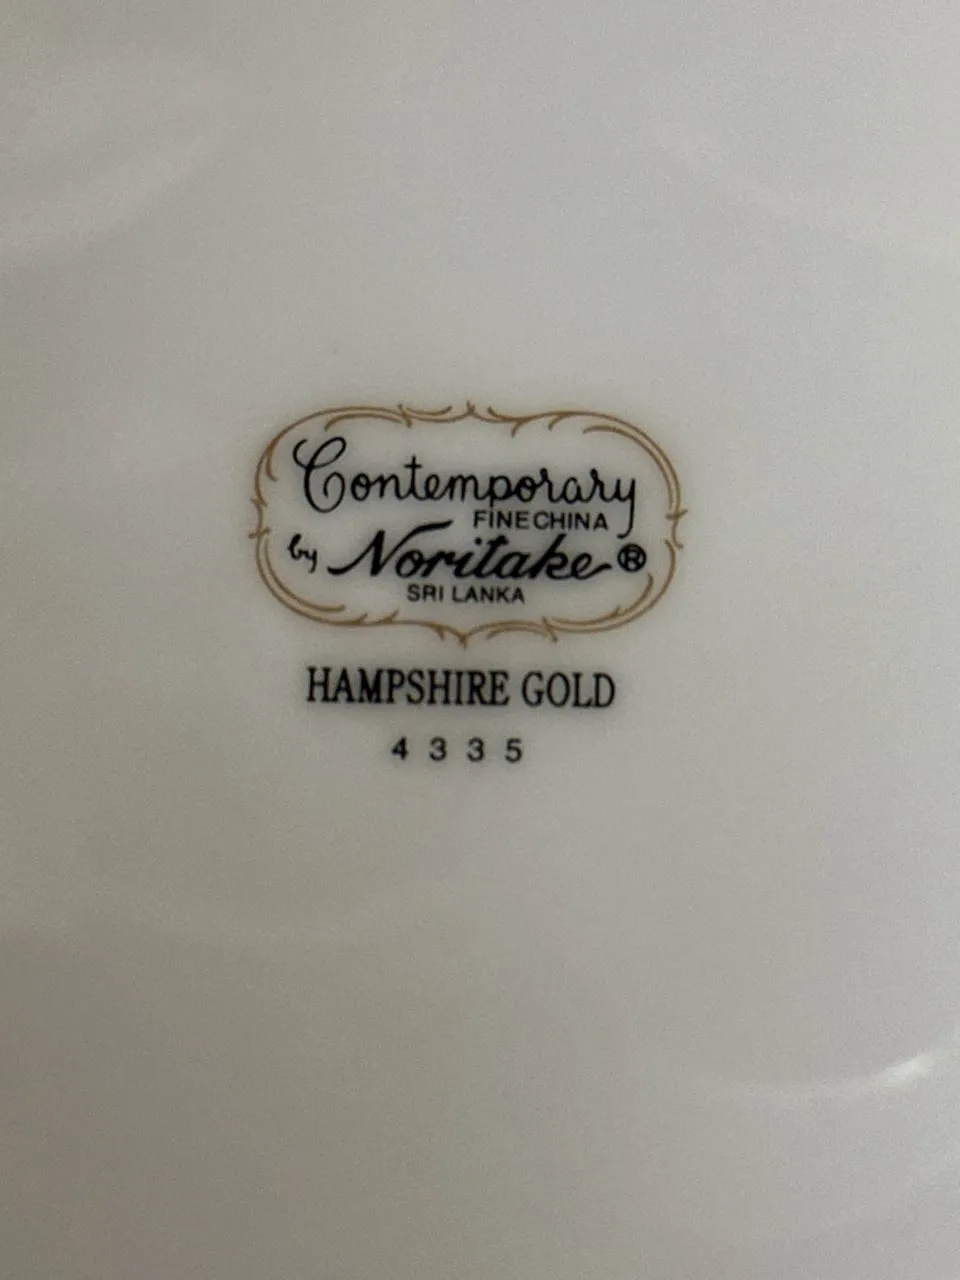 Contemporary
FINE CHINA
by Noritake®
SRI LANKA
HAMPSHIRE GOLD
4335